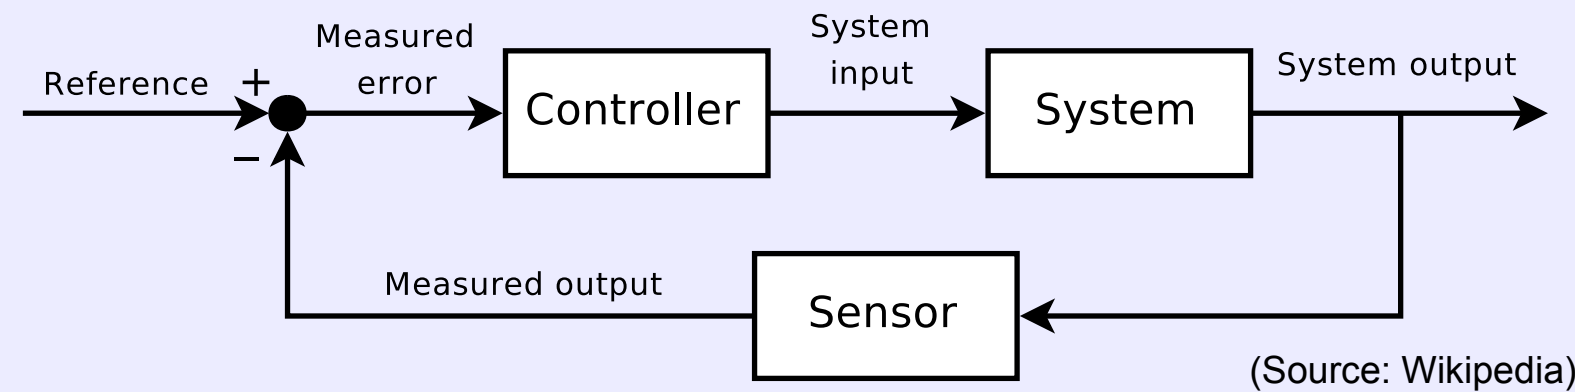 Measured
error
System
input
Reference
+
Controller
System
System output
−
Measured output
Sensor
(Source: Wikipedia)